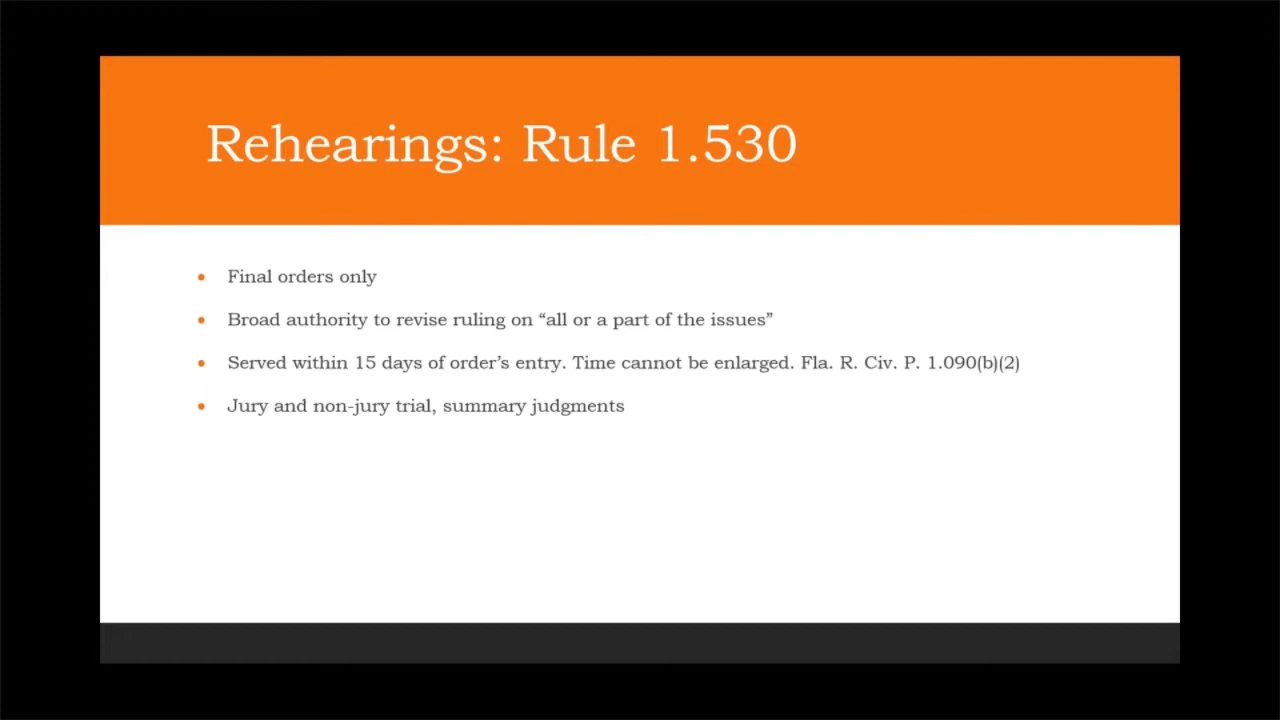 Rehearings: Rule 1.530
• Final orders only
• Broad authority to revise ruling on “all or a part of the issues”
• Served within 15 days of order’s entry. Time cannot be enlarged. Fla. R. Civ. P. 1.090(b)(2)
• Jury and non-jury trial, summary judgments